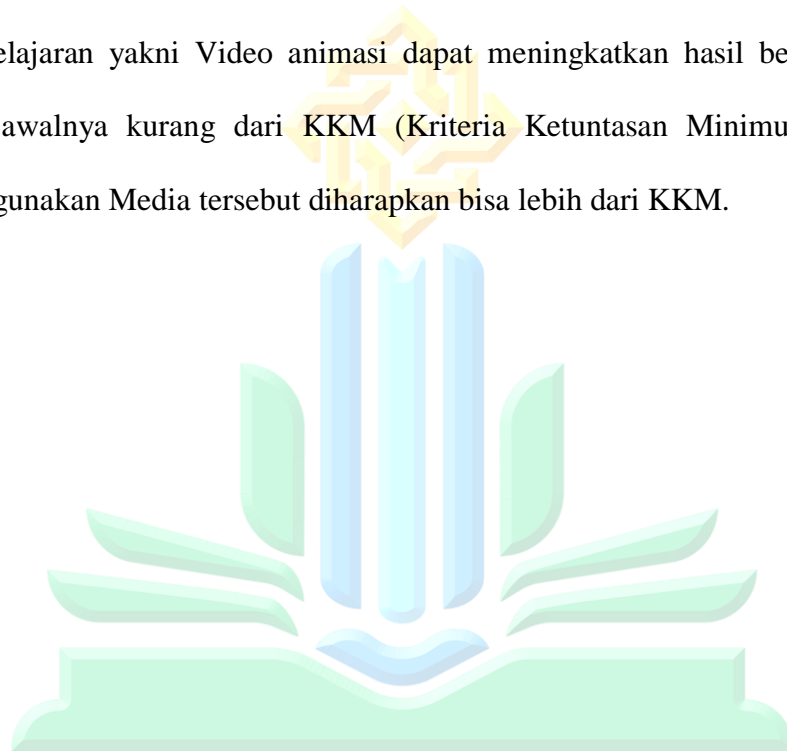 elajaran yakni Video animasi dapat meningkatkan hasil be
awalnya kurang dari KKM (Kriteria Ketuntasan Minimu
gunakan Media tersebut diharapkan bisa lebih dari KKM.